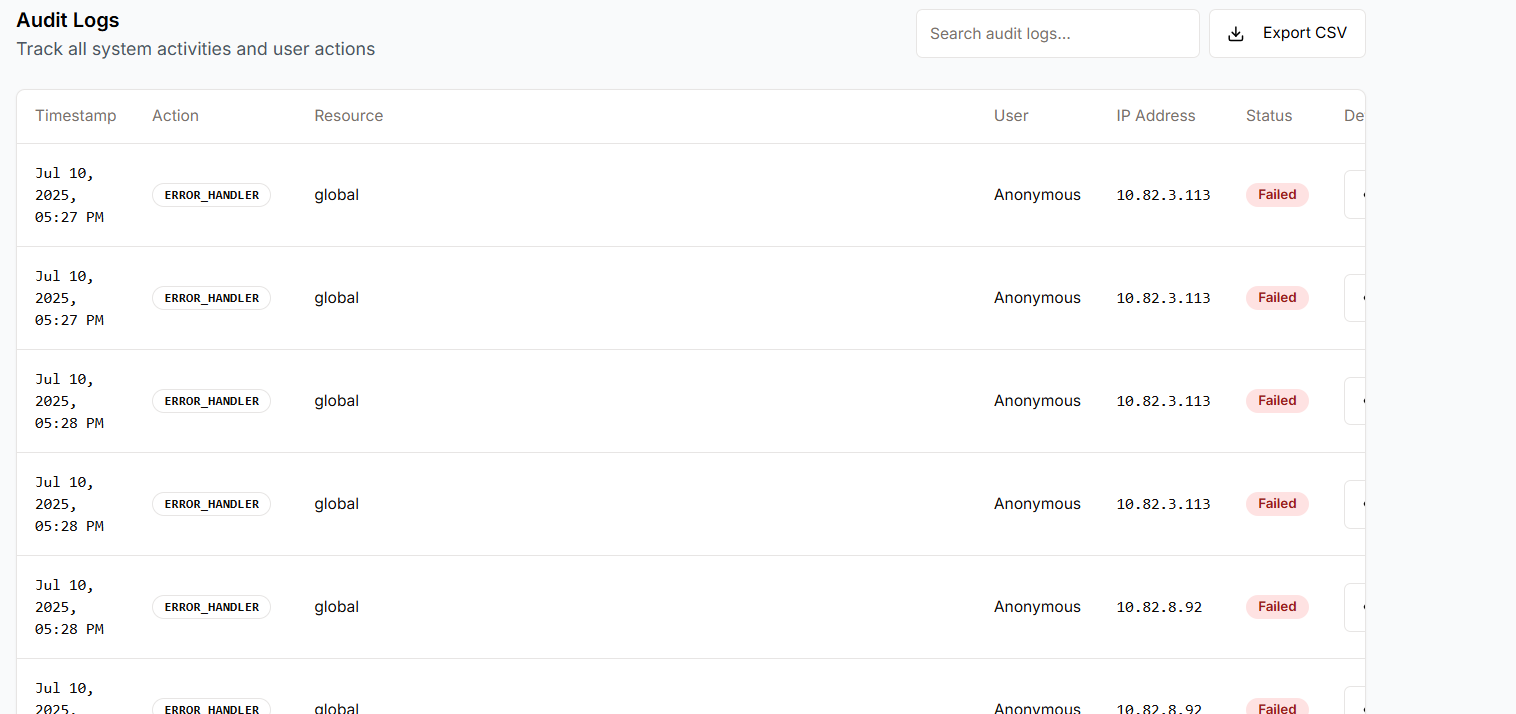 Audit Logs
Track all system activities and user actions
Search audit logs...
Export CSV
Timestamp Action Resource User IP Address Status De
Jul 10,
2025,
05:27 PM
ERROR_HANDLER global Anonymous 10.82.3.113 Failed
Jul 10,
2025,
05:27 PM
ERROR_HANDLER global Anonymous 10.82.3.113 Failed
Jul 10,
2025,
05:28 PM
ERROR_HANDLER global Anonymous 10.82.3.113 Failed
Jul 10,
2025,
05:28 PM
ERROR_HANDLER global Anonymous 10.82.3.113 Failed
Jul 10,
2025,
05:28 PM
ERROR_HANDLER global Anonymous 10.82.8.92 Failed
Jul 10,
2025,
ERROR_HANDLER global Anonymous 10.82.8.92 Failed